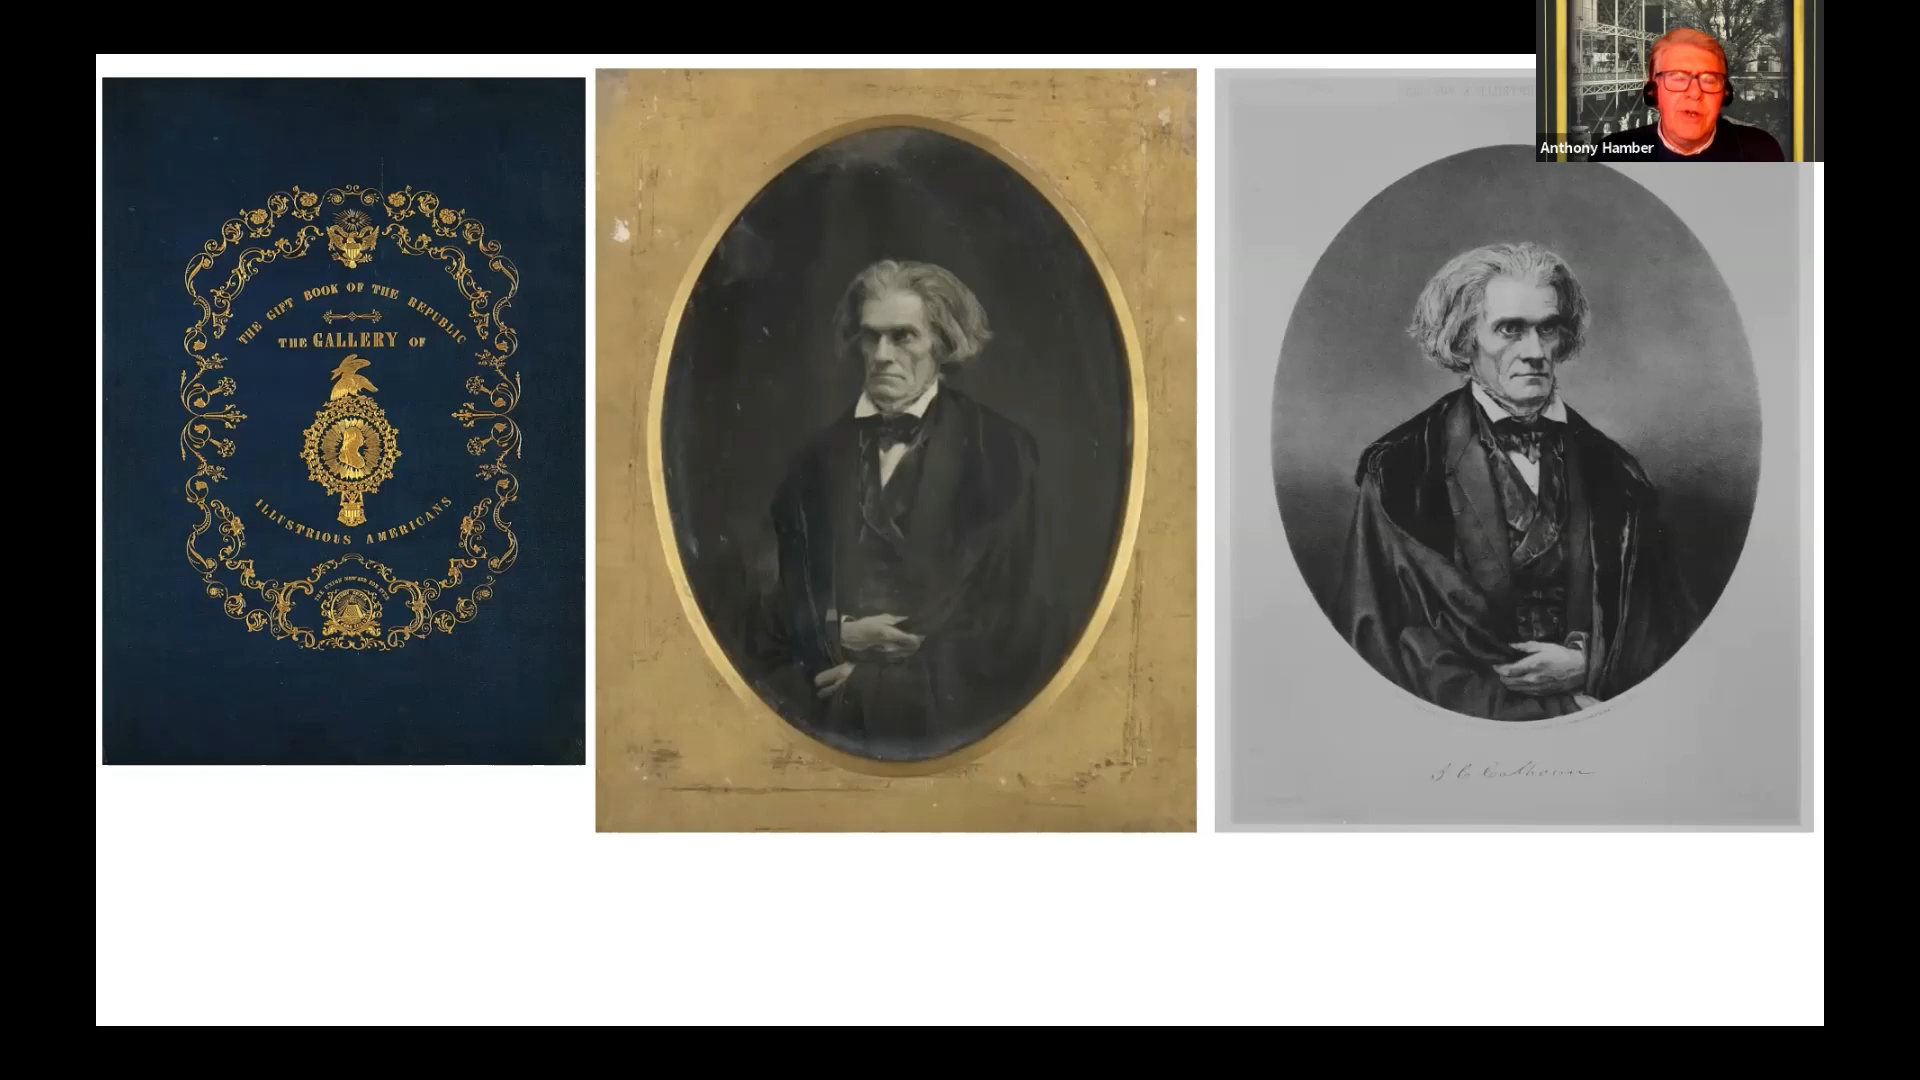 THE GIFT BOOK OF THE REPUBLIC
THE GALLERY OF
ILLUSTRIOUS AMERICANS
J C Calhoun
Anthony Hamber